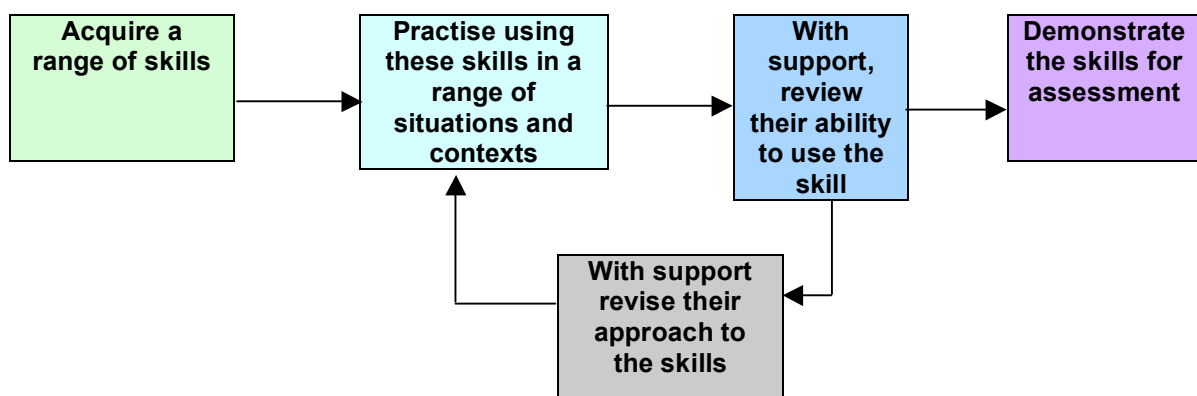 Acquire a
range of skills
Practise using
these skills in a
range of
situations and
contexts
With
support,
review
their ability
to use the
skill
Demonstrate
the skills for
assessment
With support
revise their
approach to
the skills